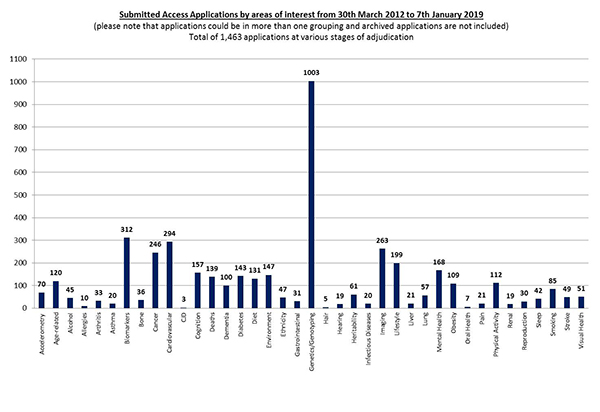 Submitted Access Applications by areas of interest from 30th March 2012 to 7th January 2019
(please note that applications could be in more than one grouping and archived applications are not included)
Total of 1,463 applications at various stages of adjudication
1100
1000
900
800
700
600
500
400
300
200
100
0
70
120
45
10
33
20
312
36
246
294
3
157
139
100
143
131
147
47
31
1003
5
19
61
20
263
199
21
57
168
109
7
21
112
19
30
42
85
49
51
Accelerometry
Age-related
Alcohol
Allergies
Arthritis
Asthma
Biomarkers
Bone
Cancer
Cardiovascular
CJD
Cognition
Deaths
Dementia
Diabetes
Diet
Environment
Ethnicity
Gastrointestinal
Genetics/Genotyping
Hair
Hearing
Heritability
Infectious Diseases
Imaging
Lifestyle
Liver
Lung
Mental Health
Obesity
Oral Health
Pain
Physical Activity
Renal
Reproduction
Sleep
Smoking
Stroke
Visual Health